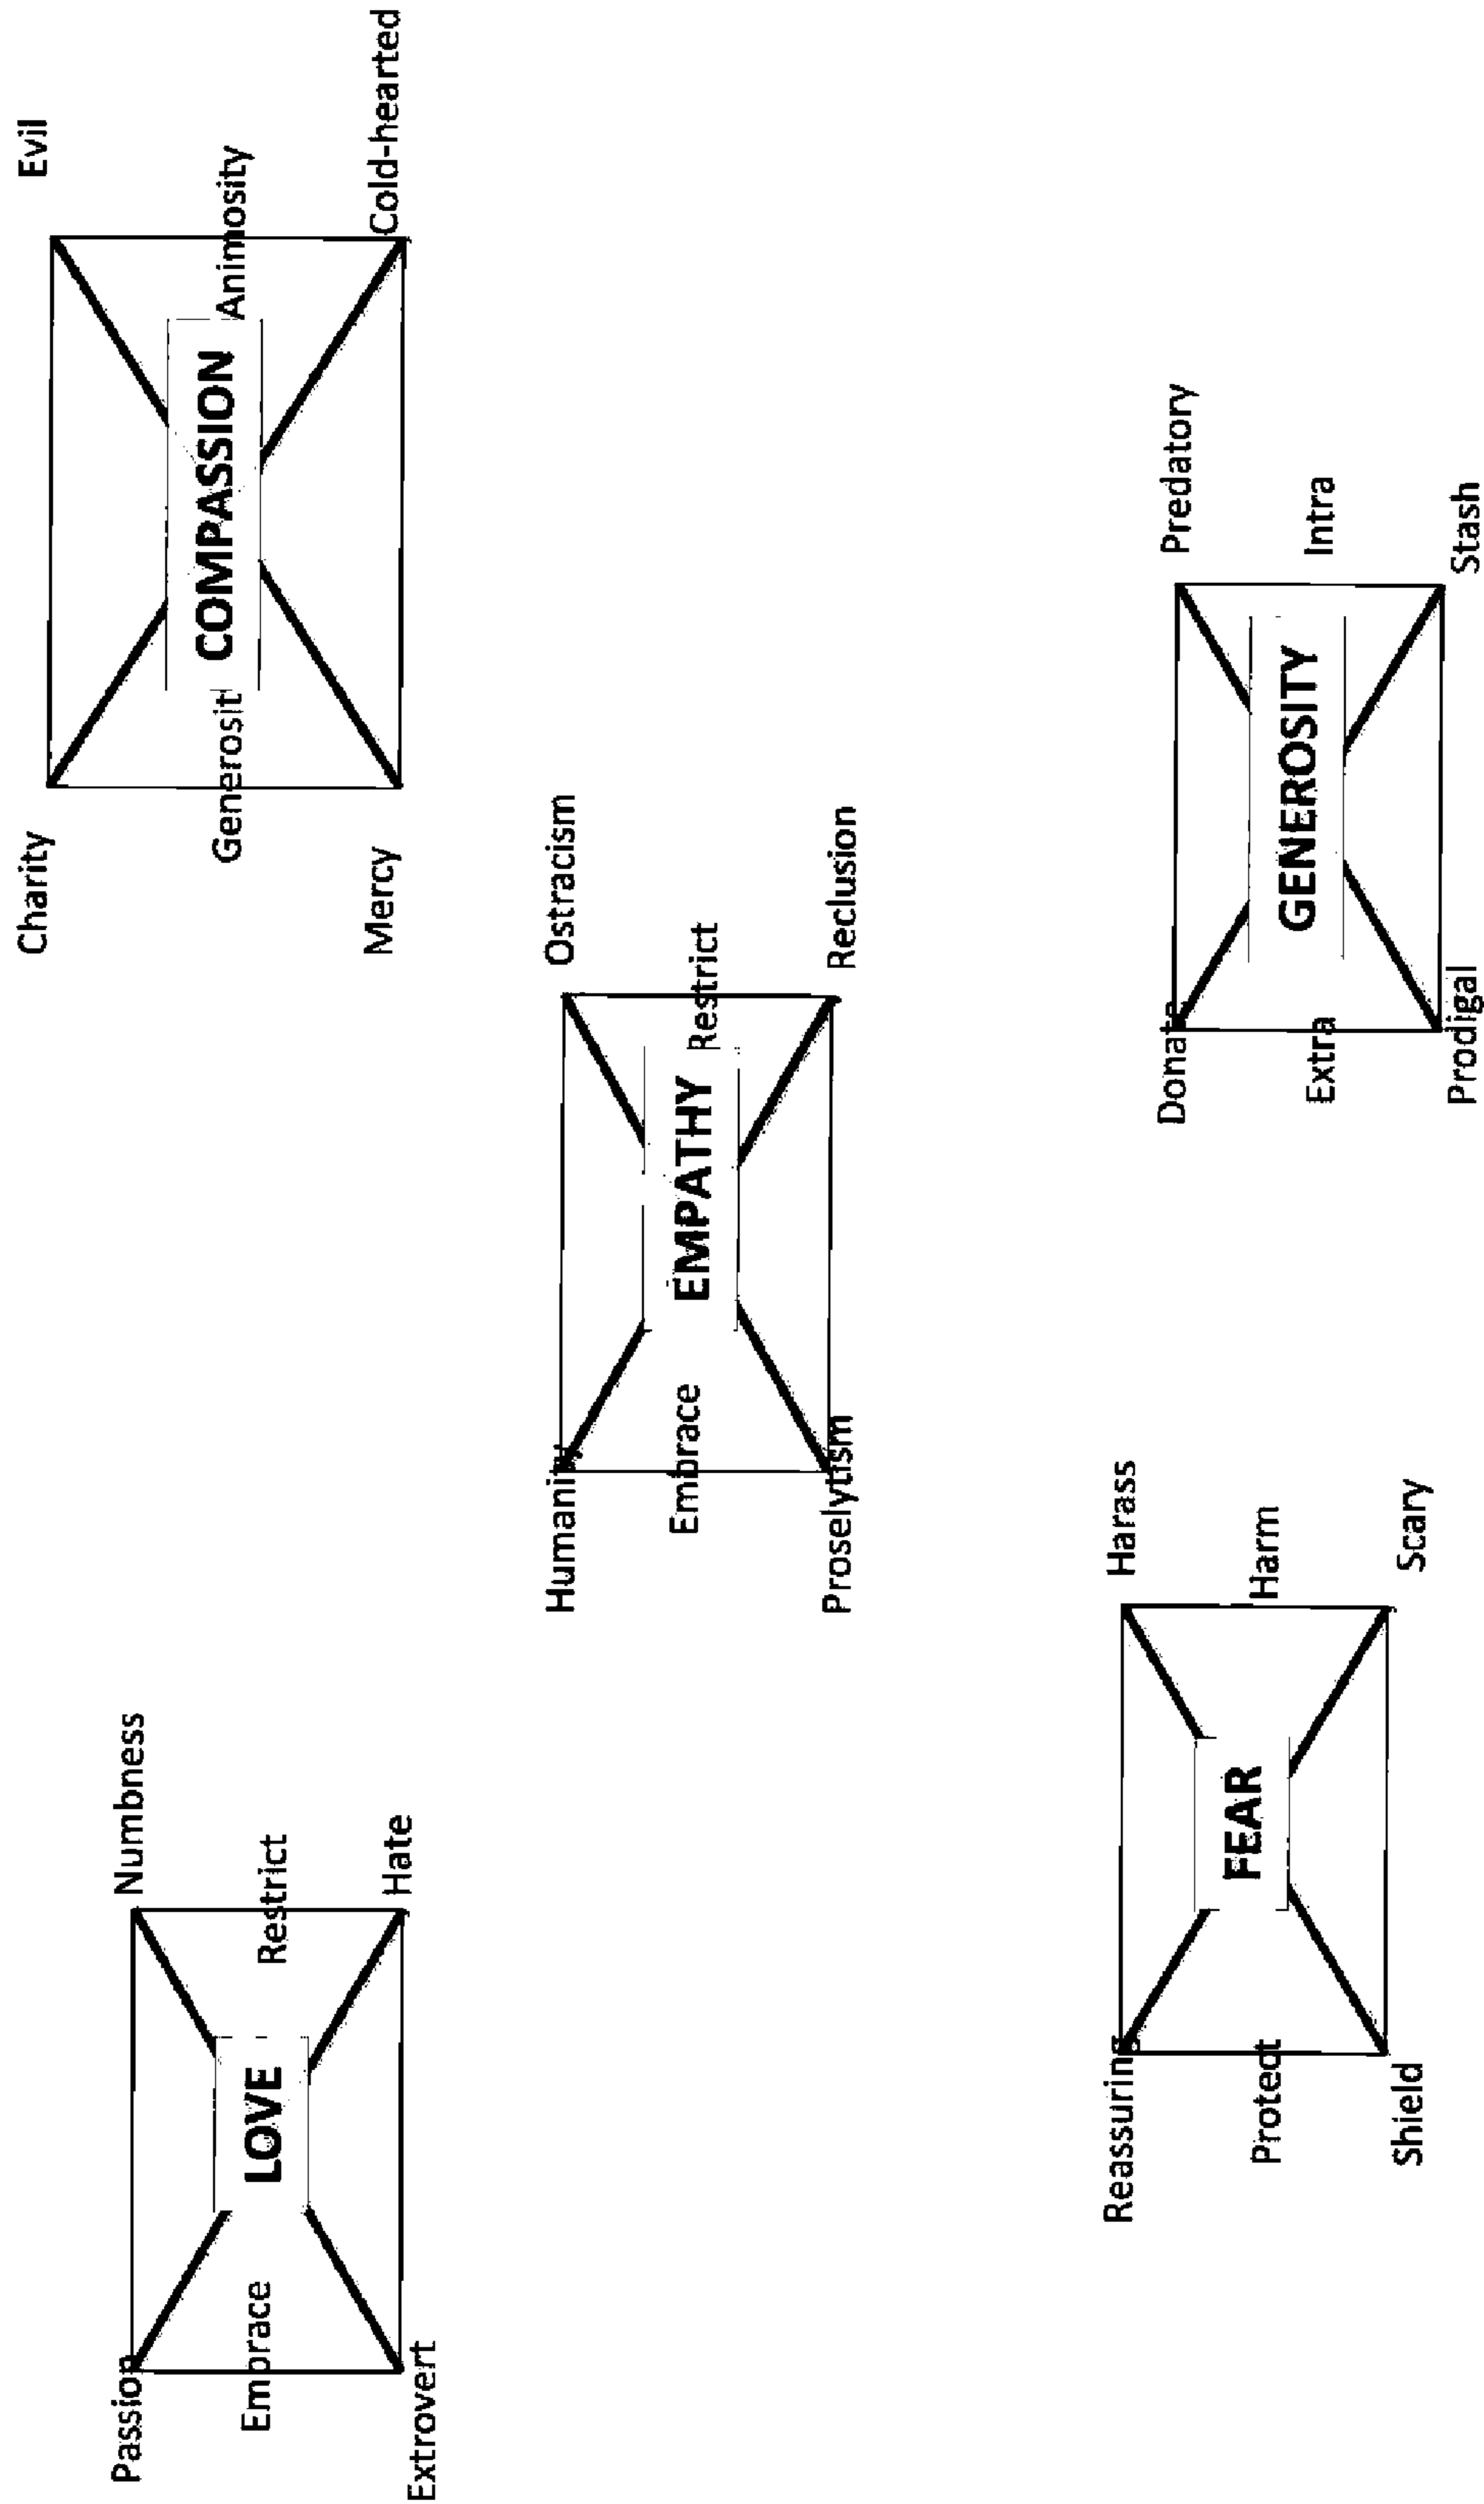 Passion
Numbness
Embrace
LOVE
Restrict
Extrovert
Hate
Charity
Evil
Generosit
COMPASSION
Animosity
Mercy
Cold-hearted
Humanity
Ostracism
Embrace
EMPATHY
Restrict
Proselytism
Reclusion
Reassuring
Harass
Protect
FEAR
Harm
Shield
Scary
Donate
Predatory
Extra
GENEROSITY
Intra
Prodigal
Stash